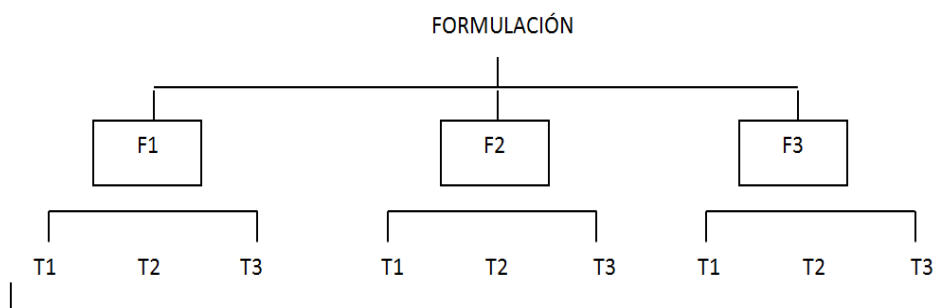 FORMULACIÓN
F1 F2 F3
T1 T2 T3 T1 T2 T3 T1 T2 T3